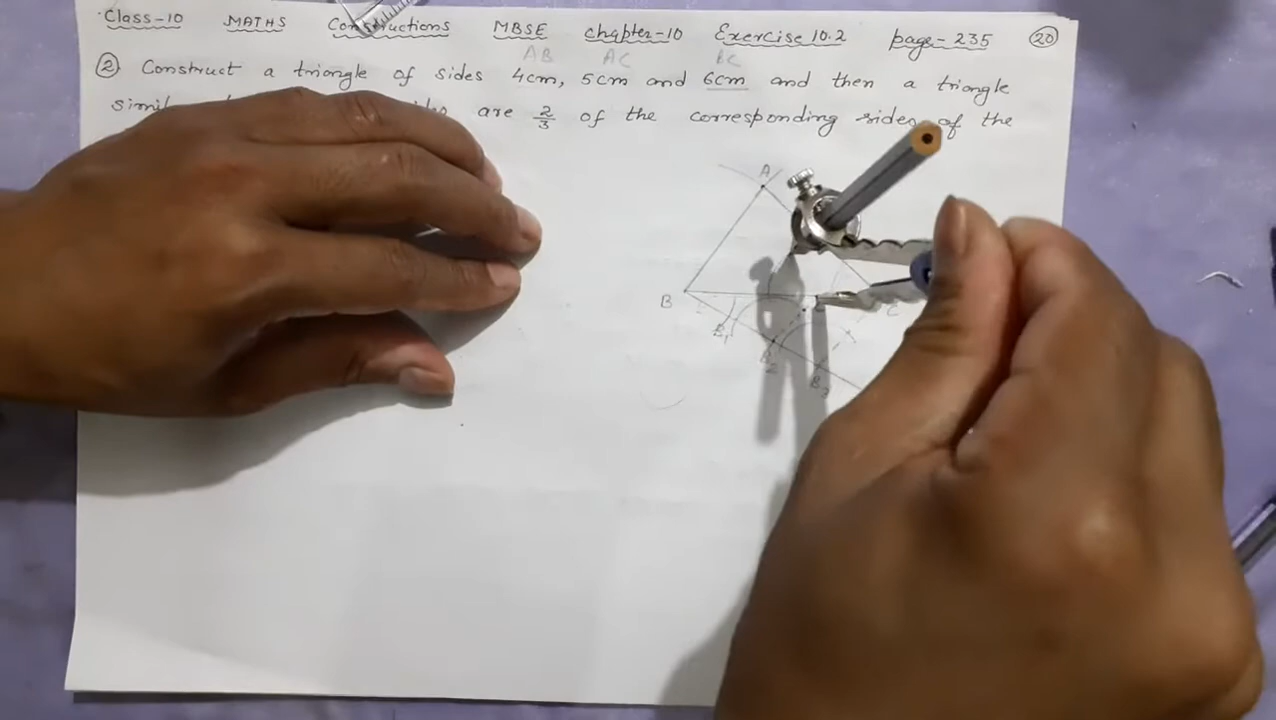 Class-10 MATHS Constructions MBSE chapter-10 Exercise 10.2 page-235 20
AB AC BC
2 Construct a triangle of sides 4cm, 5cm and 6cm and then a triangle
are 2/3 of the corresponding sides of the
A
B
C
B1
B2
B3